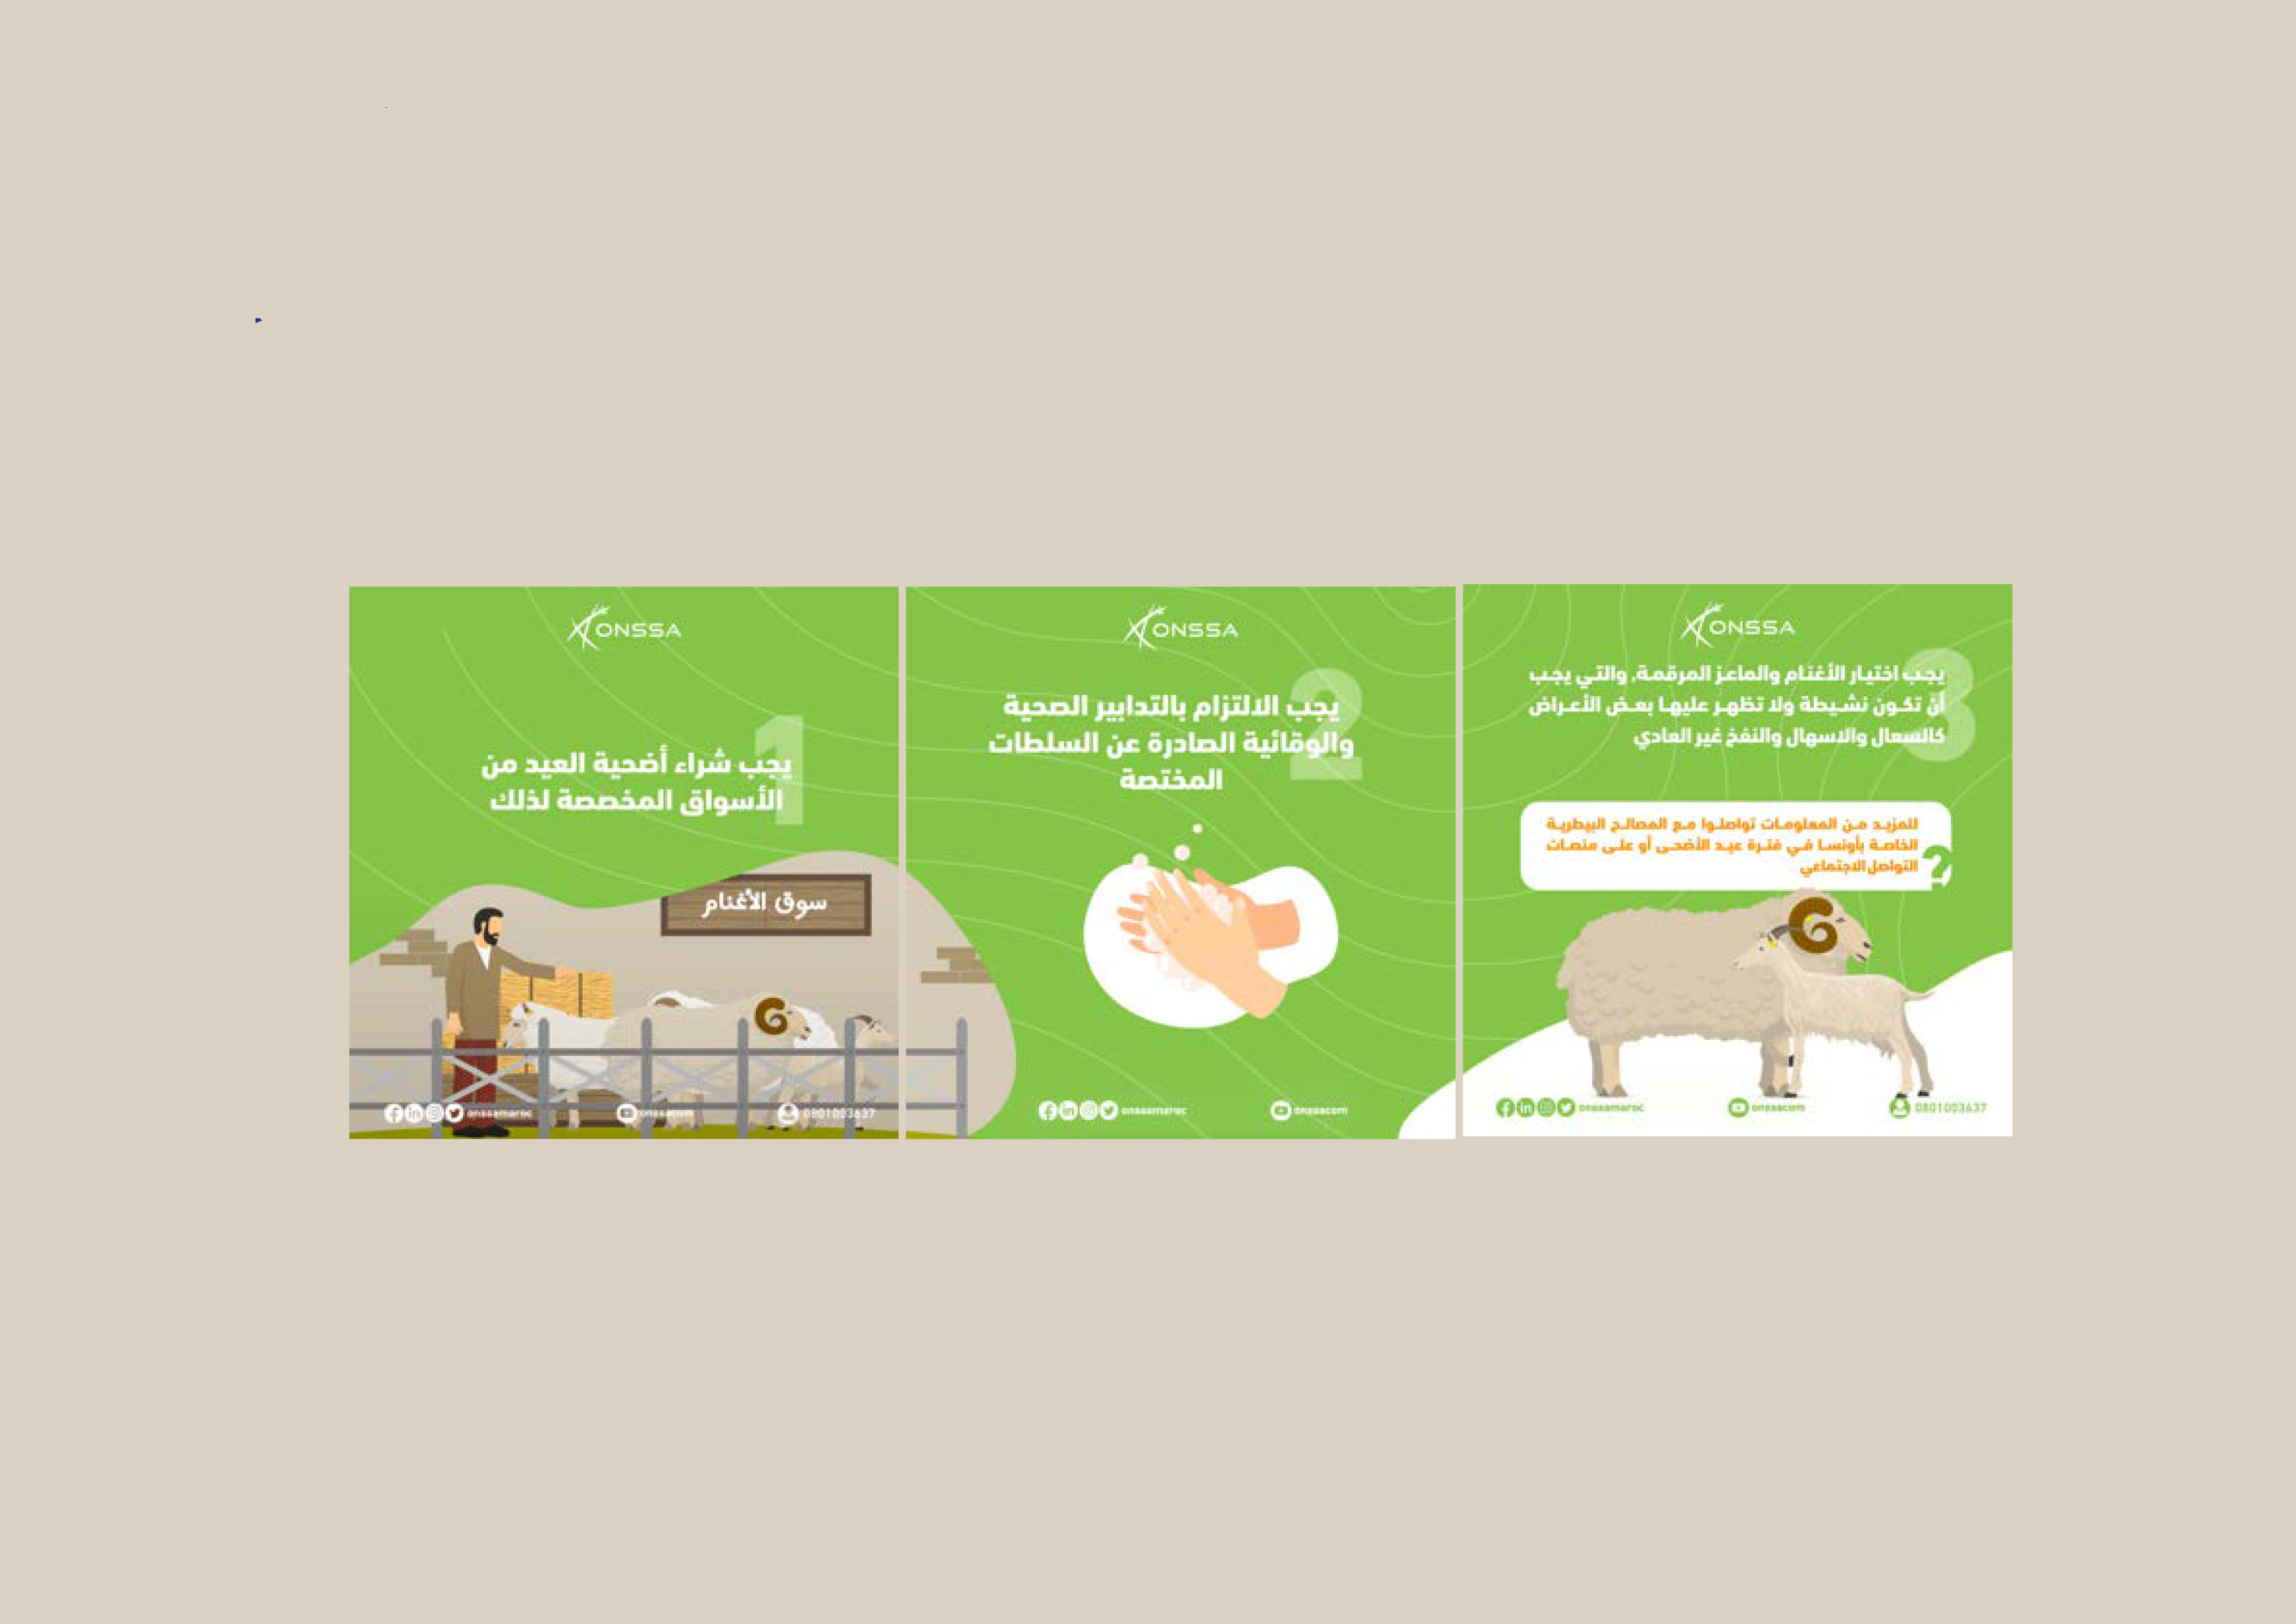 ONSSA
1
يجب شراء أضحية العيد من
الأسواق المخصصة لذلك
سوق الأغنام
onssamaroc
onssacom
0801003637
ONSSA
2
يجب الالتزام بالتدابير الصحية
والوقائية الصادرة عن السلطات
المختصة
onssamaroc
onssacom
ONSSA
3
يجب اختيار الأغنام والماعز المرقمة، والتي يجب
أن تكون نشيطة ولا تظهر عليها بعض الأعراض
كالسعال والاسهال والنفخ غير العادي
للمزيد من المعلومات تواصلوا مع المصالح البيطرية
الخاصة بأونسا في فترة عيد الأضحى أو على منصات
التواصل الاجتماعي
?
onssamaroc
onssacom
0801003637